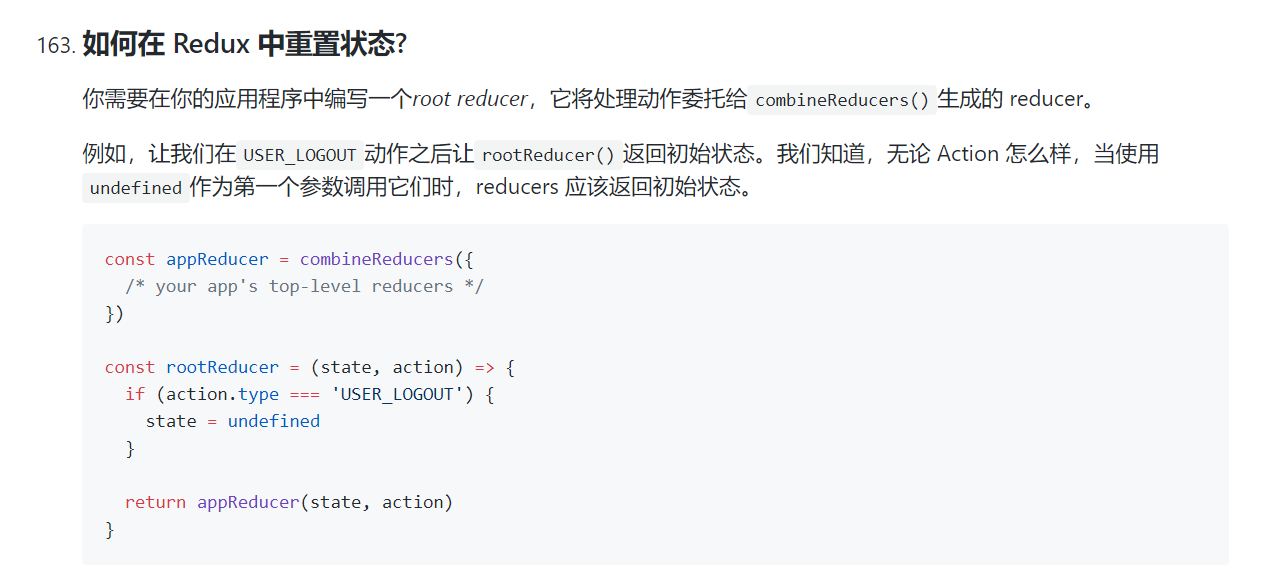 163. 如何在 Redux 中重置状态?
你需要在你的应用程序中编写一个root reducer，它将处理动作委托给 combineReducers() 生成的 reducer。
例如，让我们在 USER_LOGOUT 动作之后让 rootReducer() 返回初始状态。我们知道，无论 Action 怎么样，当使用
undefined 作为第一个参数调用它们时，reducers 应该返回初始状态。
const appReducer = combineReducers({
  /* your app's top-level reducers */
})
const rootReducer = (state, action) => {
  if (action.type === 'USER_LOGOUT') {
    state = undefined
  }
  return appReducer(state, action)
}